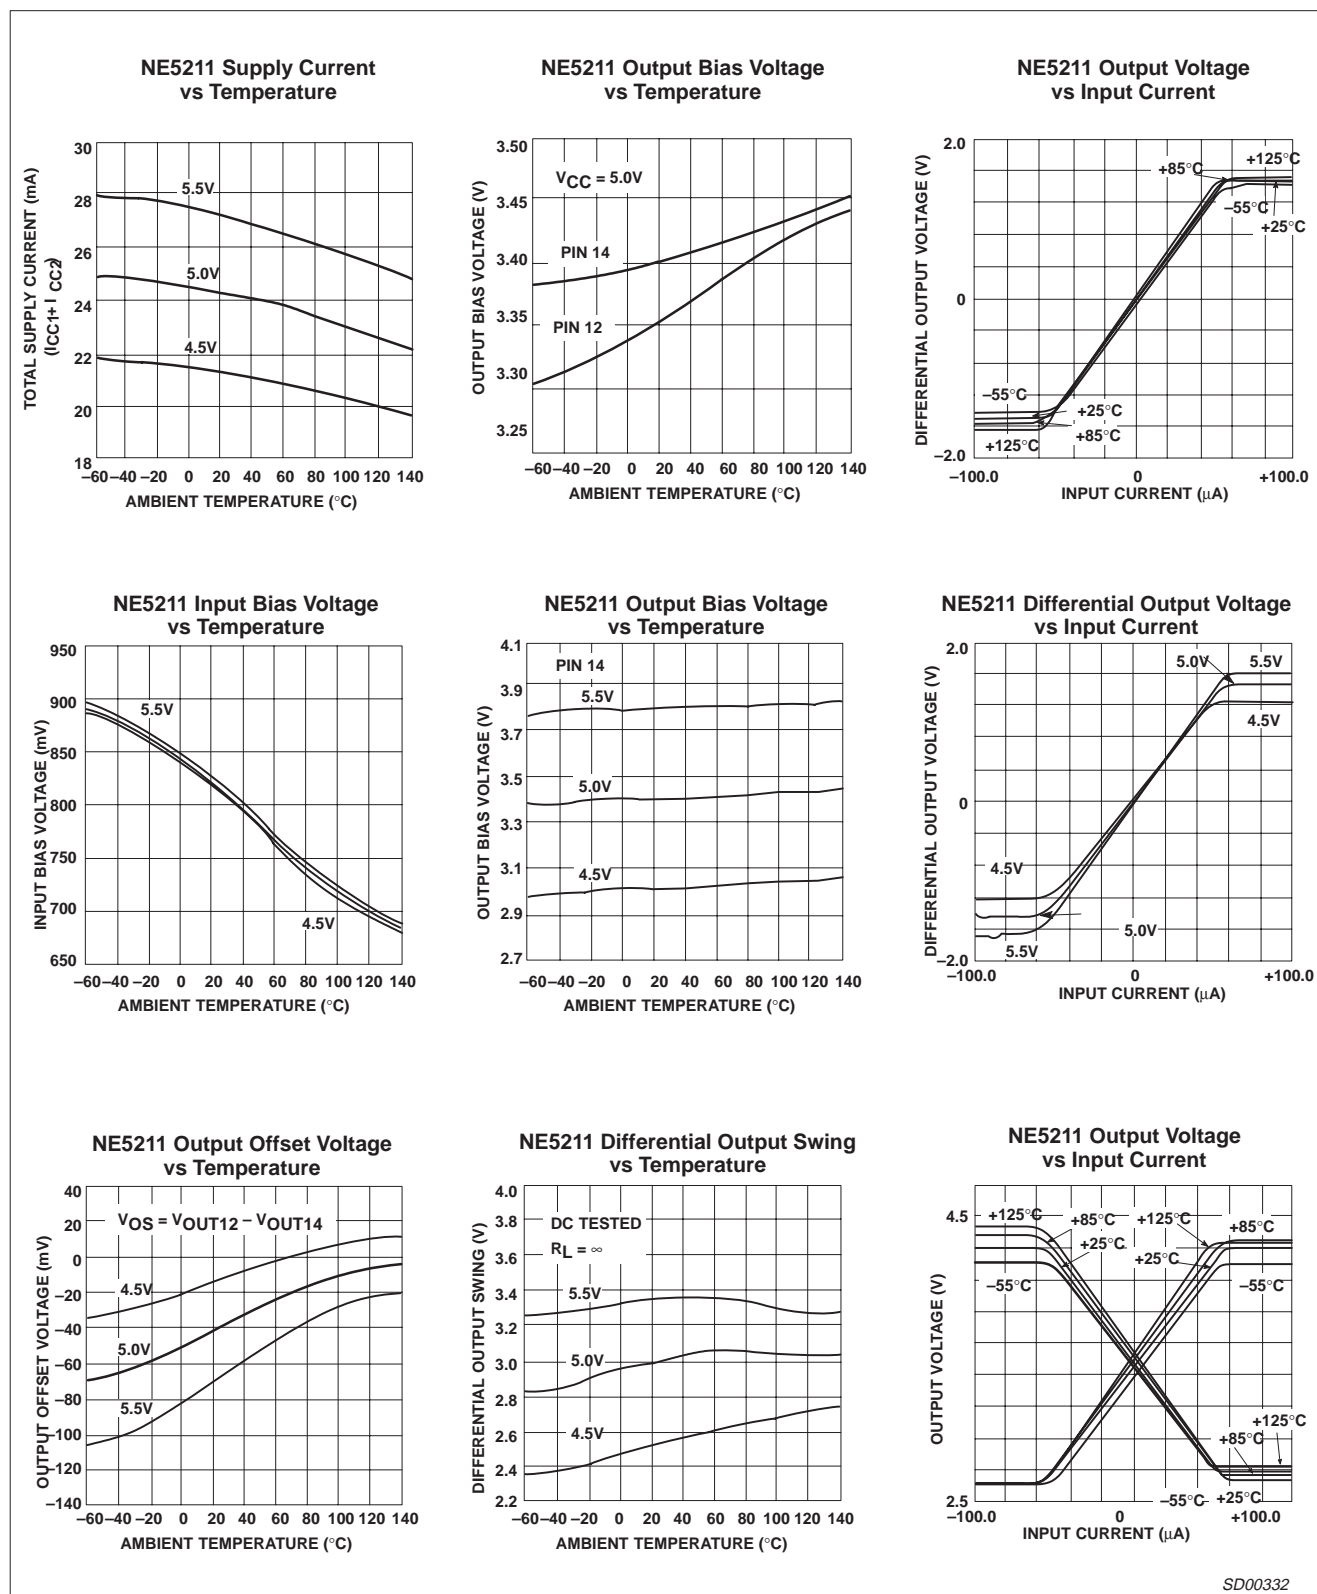 NE5211 Supply Current
vs Temperature
30
28
26
24
22
20
18
TOTAL SUPPLY CURRENT (mA)
(ICC1+ I CC2)
5.5V
5.0V
4.5V
–60 –40 –20 0 20 40 60 80 100 120 140
AMBIENT TEMPERATURE (°C)
NE5211 Output Bias Voltage
vs Temperature
3.50
3.45
3.40
3.35
3.30
3.25
OUTPUT BIAS VOLTAGE (V)
VCC = 5.0V
PIN 14
PIN 12
–60 –40 –20 0 20 40 60 80 100 120 140
AMBIENT TEMPERATURE (°C)
NE5211 Output Voltage
vs Input Current
2.0
0
–2.0
DIFFERENTIAL OUTPUT VOLTAGE (V)
+125°C
+85°C
–55°C
+25°C
–55°C
+25°C
+85°C
+125°C
–100.0 0 +100.0
INPUT CURRENT (µA)
NE5211 Input Bias Voltage
vs Temperature
950
900
850
800
750
700
650
INPUT BIAS VOLTAGE (mV)
5.5V
4.5V
–60 –40 –20 0 20 40 60 80 100 120 140
AMBIENT TEMPERATURE (°C)
NE5211 Output Bias Voltage
vs Temperature
4.1
3.9
3.7
3.5
3.3
3.1
2.9
2.7
OUTPUT BIAS VOLTAGE (V)
PIN 14
5.5V
5.0V
4.5V
–60 –40 –20 0 20 40 60 80 100 120 140
AMBIENT TEMPERATURE (°C)
NE5211 Differential Output Voltage
vs Input Current
2.0
0
–2.0
DIFFERENTIAL OUTPUT VOLTAGE (V)
5.0V
5.5V
4.5V
4.5V
5.0V
5.5V
–100.0 0 +100.0
INPUT CURRENT (µA)
NE5211 Output Offset Voltage
vs Temperature
40
20
0
–20
–40
–60
–80
–100
–120
–140
OUTPUT OFFSET VOLTAGE (mV)
VOS = VOUT12 – VOUT14
4.5V
5.0V
5.5V
–60 –40 –20 0 20 40 60 80 100 120 140
AMBIENT TEMPERATURE (°C)
NE5211 Differential Output Swing
vs Temperature
4.0
3.8
3.6
3.4
3.2
3.0
2.8
2.6
2.4
2.2
DIFFERENTIAL OUTPUT SWING (V)
DC TESTED
RL = ∞
5.5V
5.0V
4.5V
–60 –40 –20 0 20 40 60 80 100 120 140
AMBIENT TEMPERATURE (°C)
NE5211 Output Voltage
vs Input Current
4.5
2.5
OUTPUT VOLTAGE (V)
+125°C
+85°C
+25°C
–55°C
+125°C
+85°C
+25°C
–55°C
+125°C
+85°C
–55°C
+25°C
–100.0 0 +100.0
INPUT CURRENT (µA)
SD00332